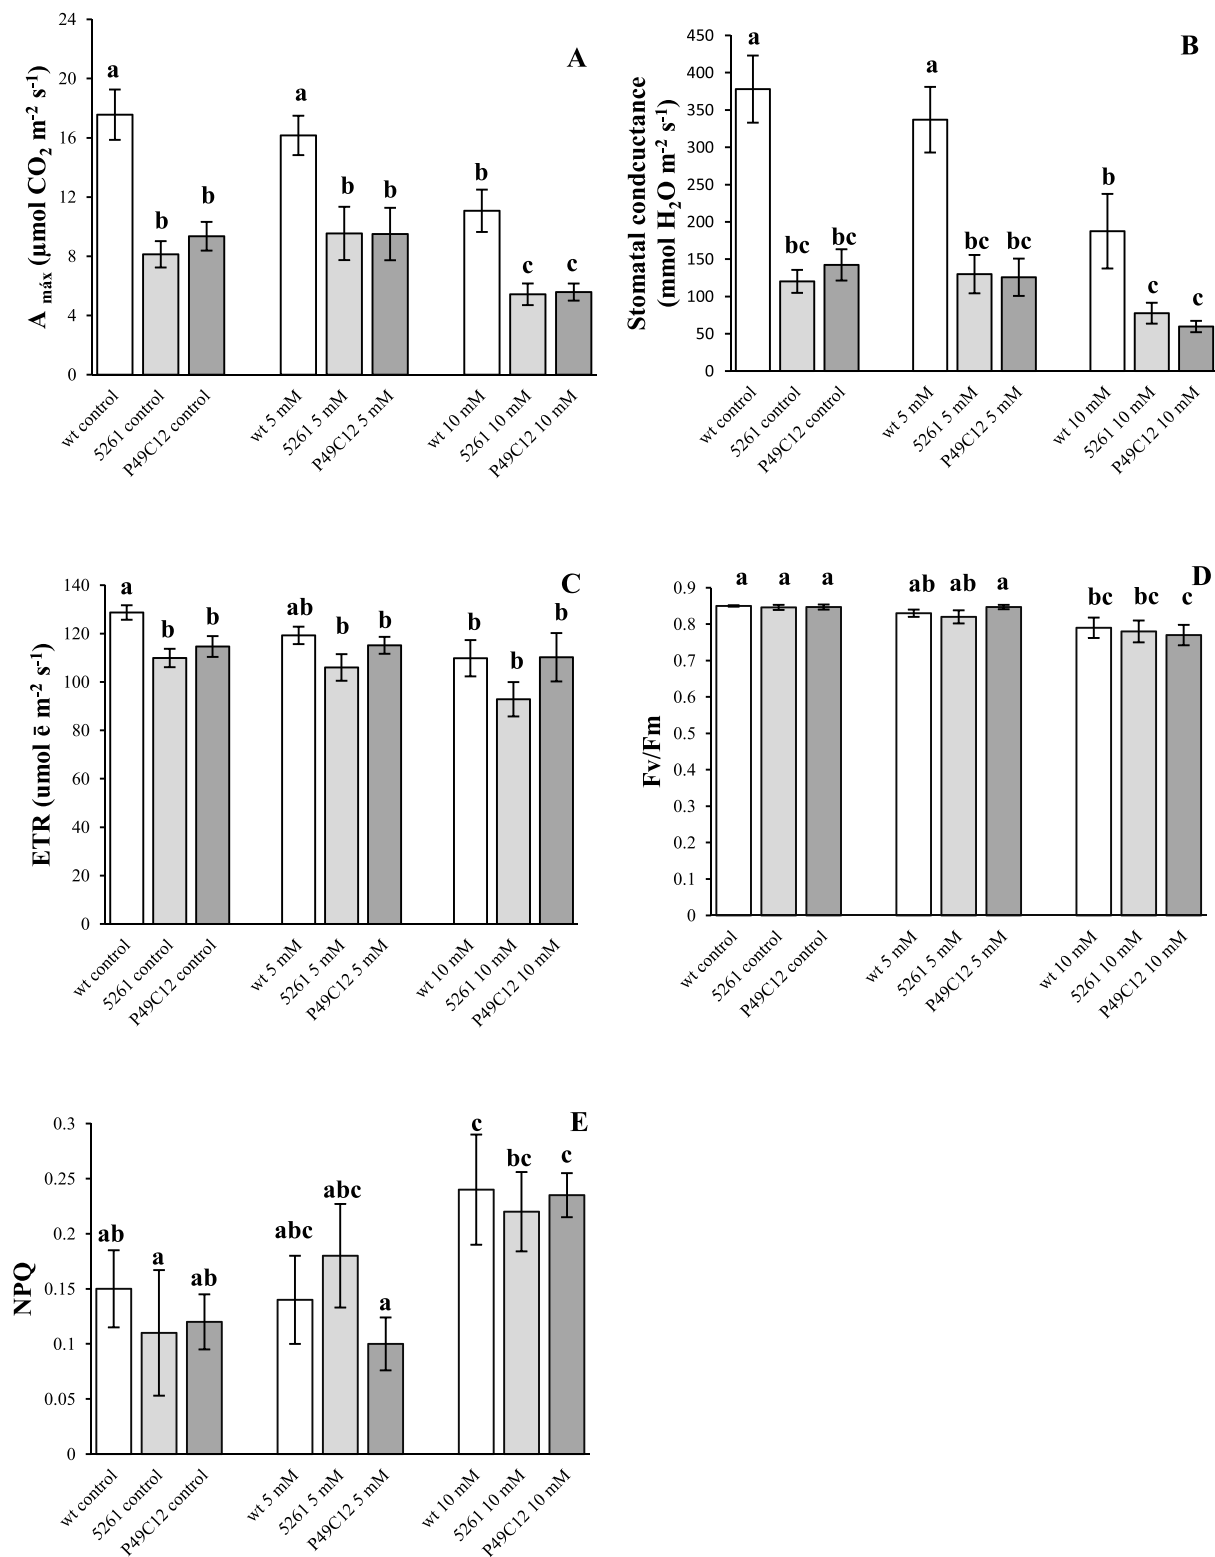 A
A máx (µmol CO2 m-2 s-1)
24
20
16
12
8
4
0
a
b
b
a
b
b
b
c
c
wt control
5261 control
P49C12 control
wt 5 mM
5261 5 mM
P49C12 5 mM
wt 10 mM
5261 10 mM
P49C12 10 mM
B
Stomatal condcuctance
(mmol H2O m-2 s-1)
450
400
350
300
250
200
150
100
50
0
a
bc
bc
a
bc
bc
b
c
c
wt control
5261 control
P49C12 control
wt 5 mM
5261 5 mM
P49C12 5 mM
wt 10 mM
5261 10 mM
P49C12 10 mM
C
ETR (umol ē m-2 s-1)
140
120
100
80
60
40
20
0
a
b
b
ab
b
b
b
b
b
wt control
5261 control
P49C12 control
wt 5 mM
5261 5 mM
P49C12 5 mM
wt 10 mM
5261 10 mM
P49C12 10 mM
D
Fv/Fm
0.9
0.8
0.7
0.6
0.5
0.4
0.3
0.2
0.1
0
a
a
a
ab
ab
a
bc
bc
c
wt control
5261 control
P49C12 control
wt 5 mM
5261 5 mM
P49C12 5 mM
wt 10 mM
5261 10 mM
P49C12 10 mM
E
NPQ
0.3
0.25
0.2
0.15
0.1
0.05
0
ab
a
ab
abc
abc
a
c
bc
c
wt control
5261 control
P49C12 control
wt 5 mM
5261 5 mM
P49C12 5 mM
wt 10 mM
5261 10 mM
P49C12 10 mM